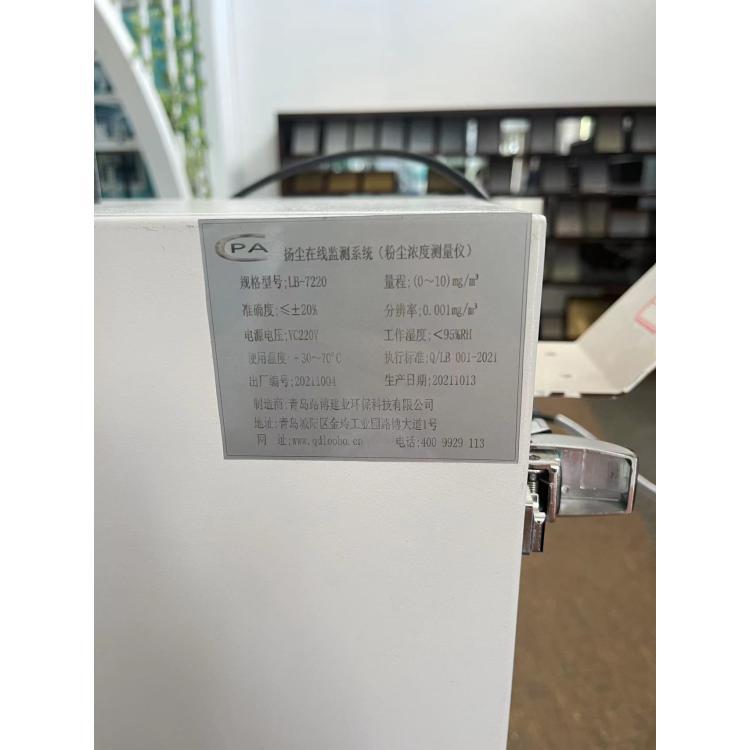 CPA 扬尘在线监测系统（粉尘浓度测量仪）
规格型号:LB-7220 量程:(0～10)mg/m³
准确度:≤±20% 分辨率:0.001mg/m³
电源电压:VC220V 工作湿度:＜95%RH
使用温度:-30～70℃ 执行标准:Q/LB 001-2021
出厂编号:20211004 生产日期:20211013
制造商:青岛路博建业环保科技有限公司
地址:青岛城阳区金岭工业园路博大道1号
网 址:www.qdloobo.cn 电话:400 9929 113